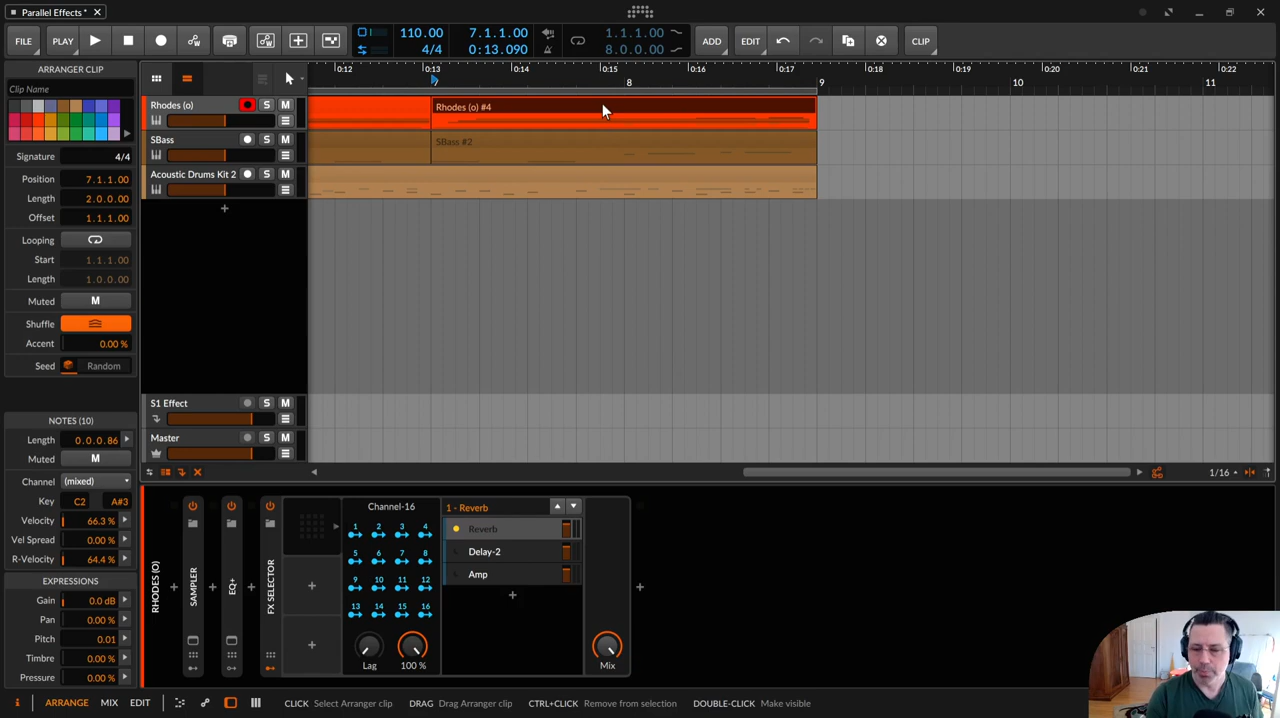 Parallel Effects *
FILE PLAY 110.00 4/4 7.1.1.00 0:13.090 1.1.1.00 8.0.0.00 ADD EDIT CLIP
ARRANGER CLIP
Clip Name
Signature 4/4
Position 7.1.1.00
Length 2.0.0.00
Offset 1.1.1.00
Looping
Start 1.1.1.00
Length 1.0.0.00
Muted M
Shuffle
Accent 0.00 %
Seed Random
NOTES (10)
Length 0.0.0.86
Muted M
Channel (mixed)
Key C2 A#3
Velocity 66.3 %
Vel Spread 0.00 %
R-Velocity 64.4 %
EXPRESSIONS
Gain 0.0 dB
Pan 0.00 %
Pitch 0.01
Timbre 0.00 %
Pressure 0.00 %
0:12 0:13 0:14 0:15 0:16 0:17 0:18 0:19 0:20 0:21 0:22
7 8 9 10 11
Rhodes (o) S M
Rhodes (o) #4
SBass S M
SBass #2
Acoustic Drums Kit 2 S M
+
S1 Effect S M
Master S M
1/16
RHODES (O)
SAMPLER
EQ+
FX SELECTOR
Channel-16
1 2 3 4
5 6 7 8
9 10 11 12
13 14 15 16
Lag 100 %
1 - Reverb
Reverb
Delay-2
Amp
Mix
i ARRANGE MIX EDIT CLICK Select Arranger clip DRAG Drag Arranger clip CTRL+CLICK Remove from selection DOUBLE-CLICK Make visible